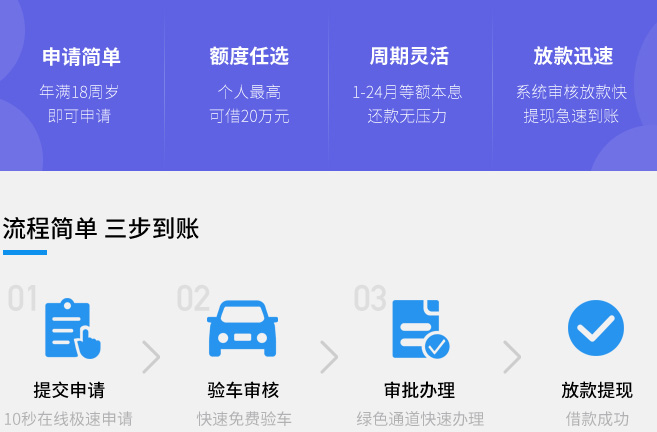 申请简单
年满18周岁
即可申请
额度任选
个人最高
可借20万元
周期灵活
1-24月等额本息
还款无压力
放款迅速
系统审核放款快
提现急速到账
流程简单 三步到账
01
提交申请
10秒在线极速申请
02
验车审核
快速免费验车
03
审批办理
绿色通道快速办理
放款提现
借款成功